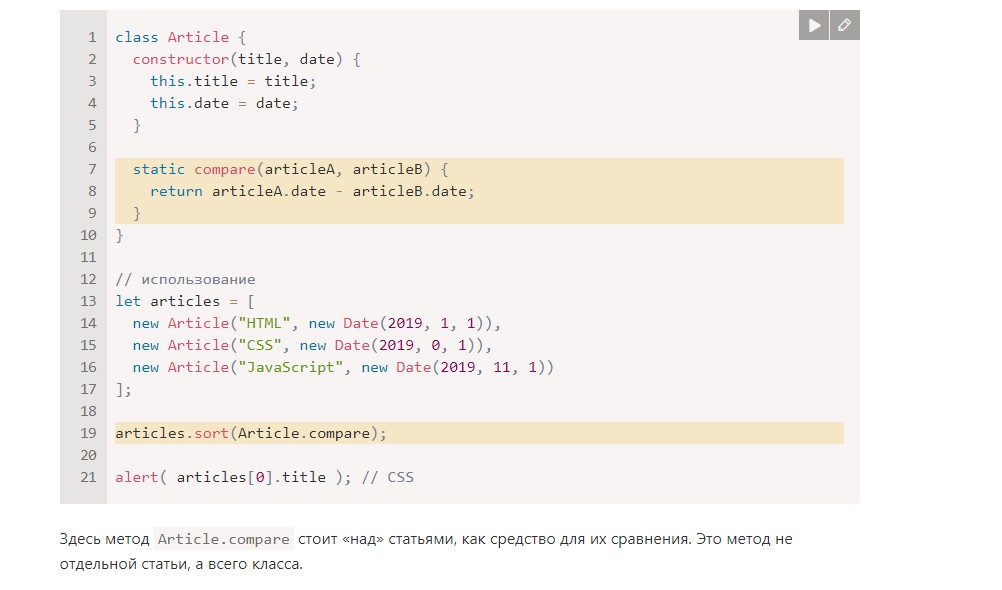 1 class Article {
2   constructor(title, date) {
3     this.title = title;
4     this.date = date;
5   }
6
7   static compare(articleA, articleB) {
8     return articleA.date - articleB.date;
9   }
10 }
11
12 // использование
13 let articles = [
14   new Article("HTML", new Date(2019, 1, 1)),
15   new Article("CSS", new Date(2019, 0, 1)),
16   new Article("JavaScript", new Date(2019, 11, 1))
17 ];
18
19 articles.sort(Article.compare);
20
21 alert( articles[0].title ); // CSS
Здесь метод Article.compare стоит «над» статьями, как средство для их сравнения. Это метод не
отдельной статьи, а всего класса.